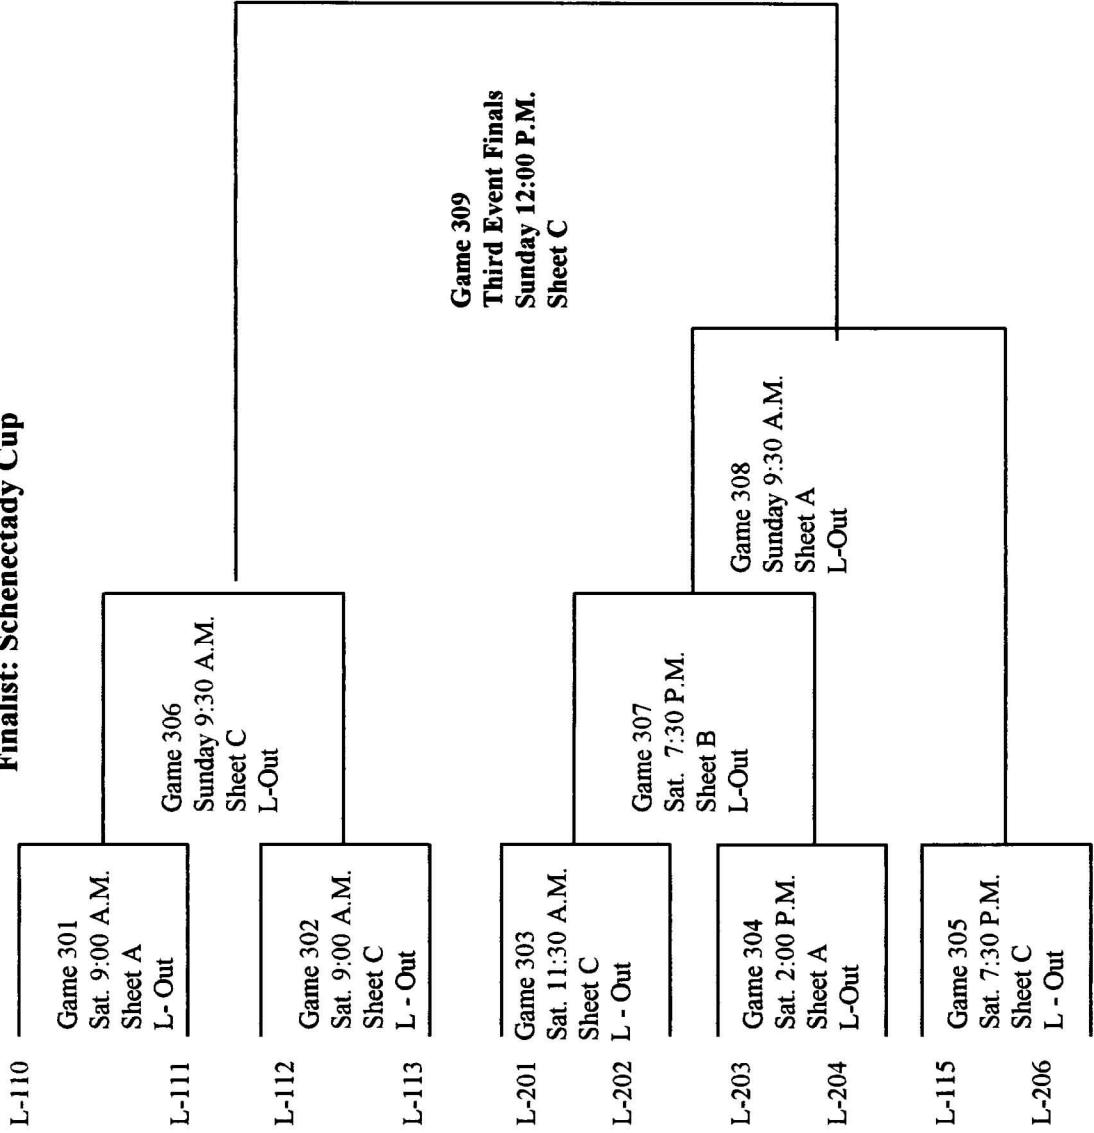 Finalist: Schenectady Cup
L-110
Game 301
Sat. 9:00 A.M.
Sheet A
L - Out
L-111
Game 306
Sunday 9:30 A.M.
Sheet C
L-Out
L-112
Game 302
Sat. 9:00 A.M.
Sheet C
L - Out
L-113
Game 309
Third Event Finals
Sunday 12:00 P.M.
Sheet C
L-201
Game 303
Sat. 11:30 A.M.
Sheet C
L - Out
L-202
Game 307
Sat. 7:30 P.M.
Sheet B
L-Out
L-203
Game 304
Sat. 2:00 P.M.
Sheet A
L-Out
L-204
Game 308
Sunday 9:30 A.M.
Sheet A
L-Out
L-115
Game 305
Sat. 7:30 P.M.
Sheet C
L - Out
L-206